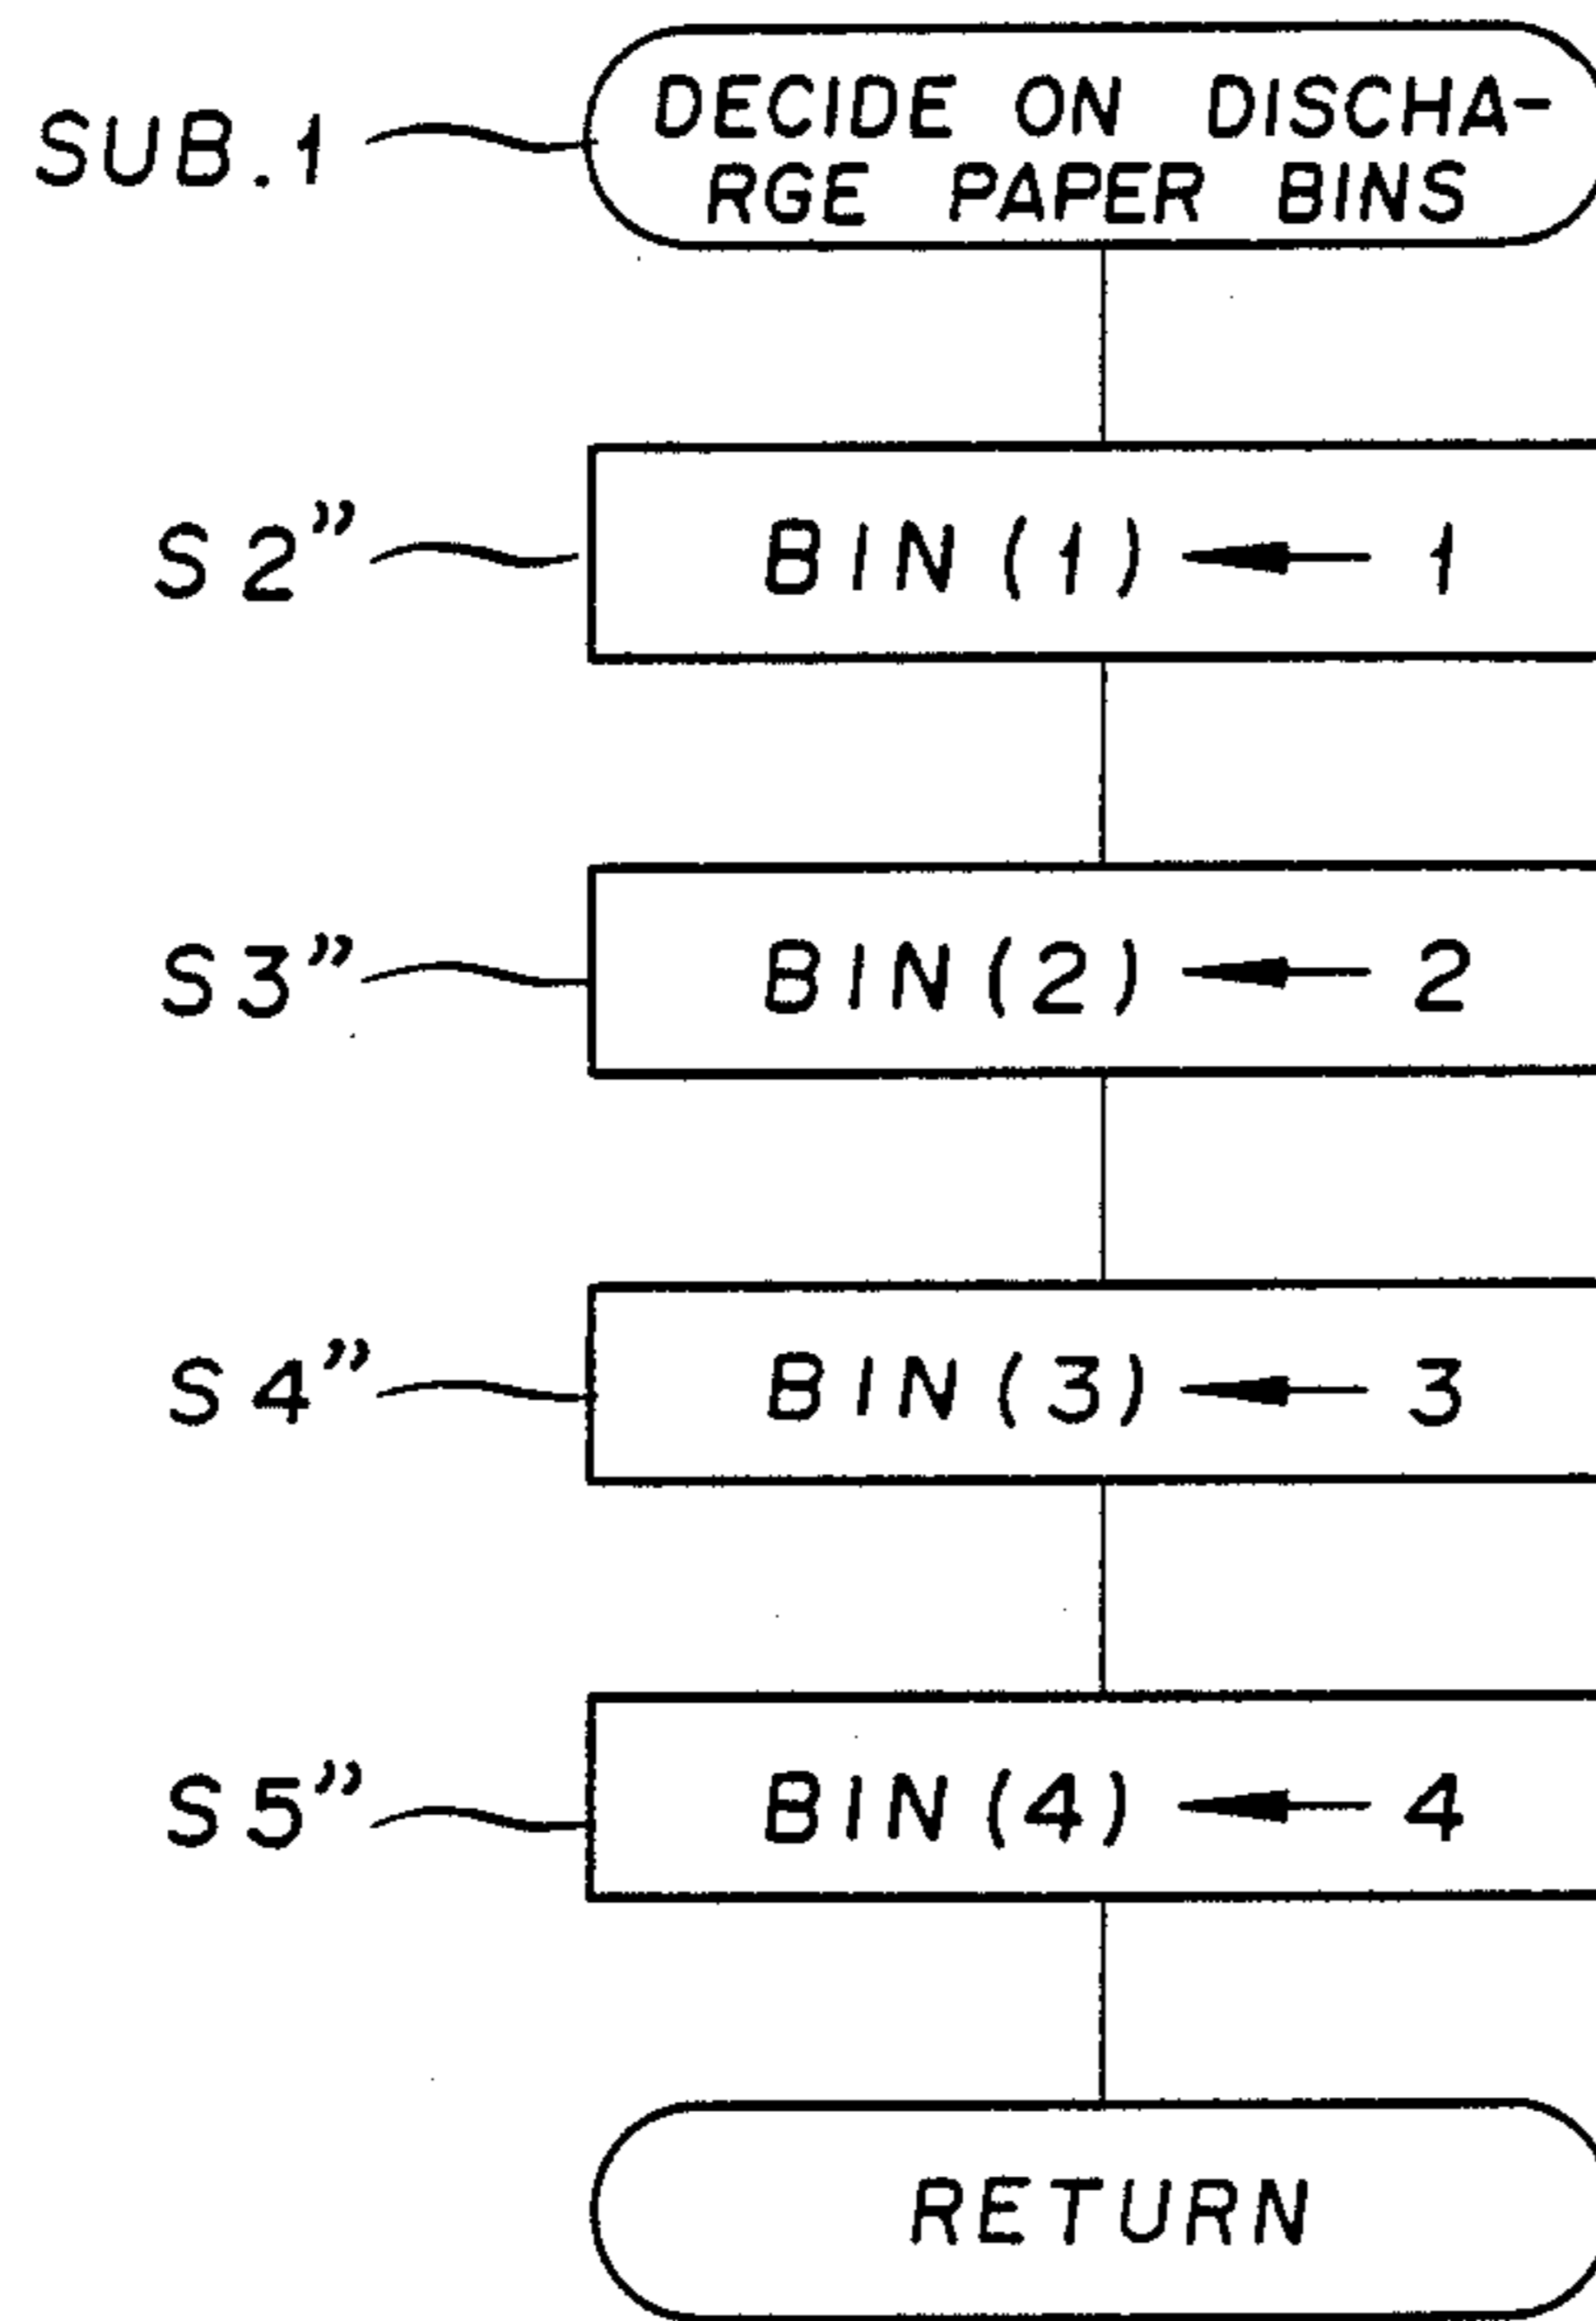 SUB.1
DECIDE ON DISCHA-
RGE PAPER BINS
S2” BIN(1) ← 1
S3” BIN(2) ← 2
S4” BIN(3) ← 3
S5” BIN(4) ← 4
RETURN